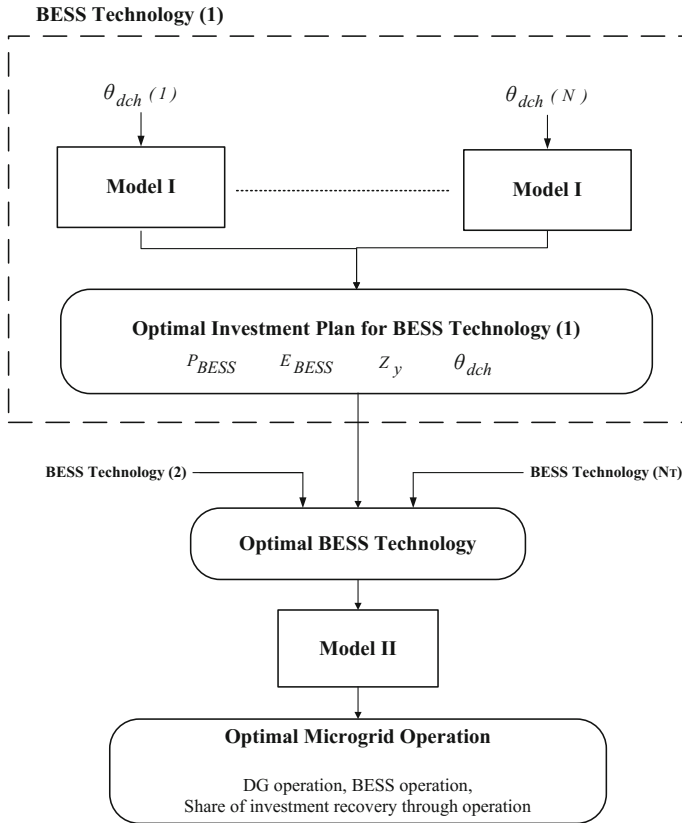 BESS Technology (1)
θdch (1) θdch (N)
Model I Model I
Optimal Investment Plan for BESS Technology (1)
PBESS EBESS Zy θdch
BESS Technology (2) BESS Technology (NT)
Optimal BESS Technology
Model II
Optimal Microgrid Operation
DG operation, BESS operation,
Share of investment recovery through operation